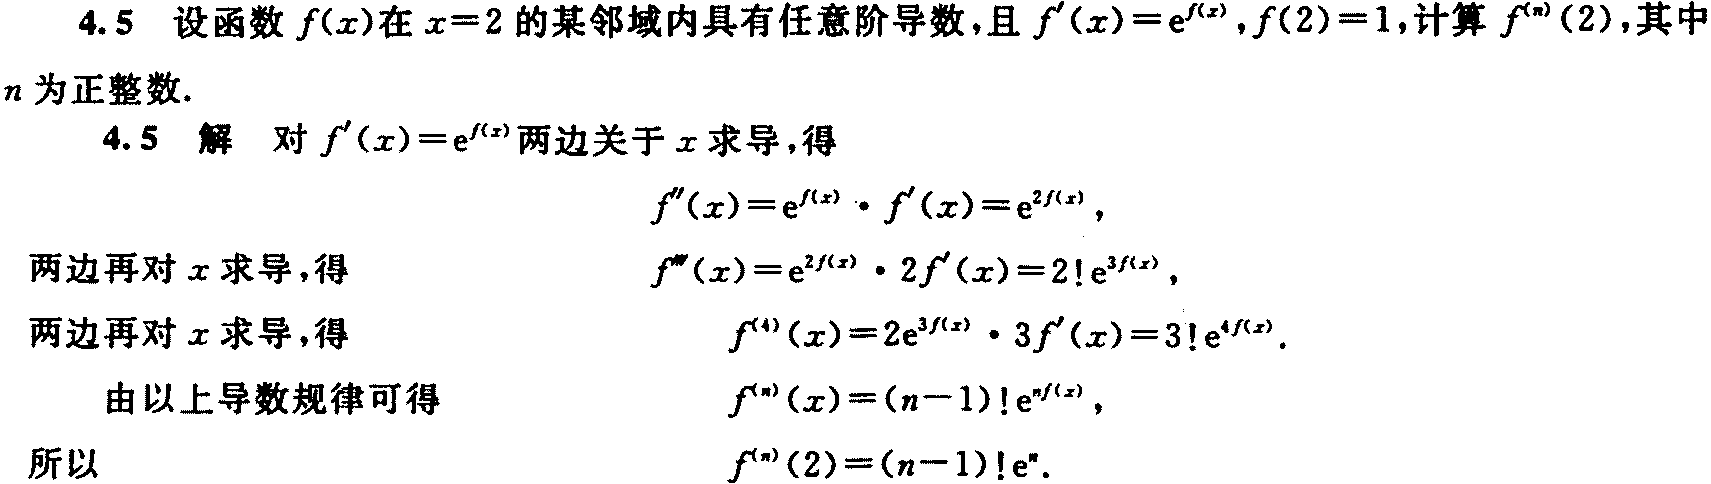 4.5 设函数 f(x)在 x=2 的某邻域内具有任意阶导数,且 f′(x)=e^{f(x)},f(2)=1,计算 f^{(n)}(2),其中
n 为正整数.
4.5 解 对 f′(x)=e^{f(x)}两边关于 x 求导,得
f″(x)=e^{f(x)}·f′(x)=e^{2f(x)},
两边再对 x 求导,得 f‴(x)=e^{2f(x)}·2f′(x)=2!e^{3f(x)},
两边再对 x 求导,得 f^{(4)}(x)=2e^{3f(x)}·3f′(x)=3!e^{4f(x)}.
由以上导数规律可得 f^{(n)}(x)=(n-1)!e^{nf(x)},
所以 f^{(n)}(2)=(n-1)!e^{n}.